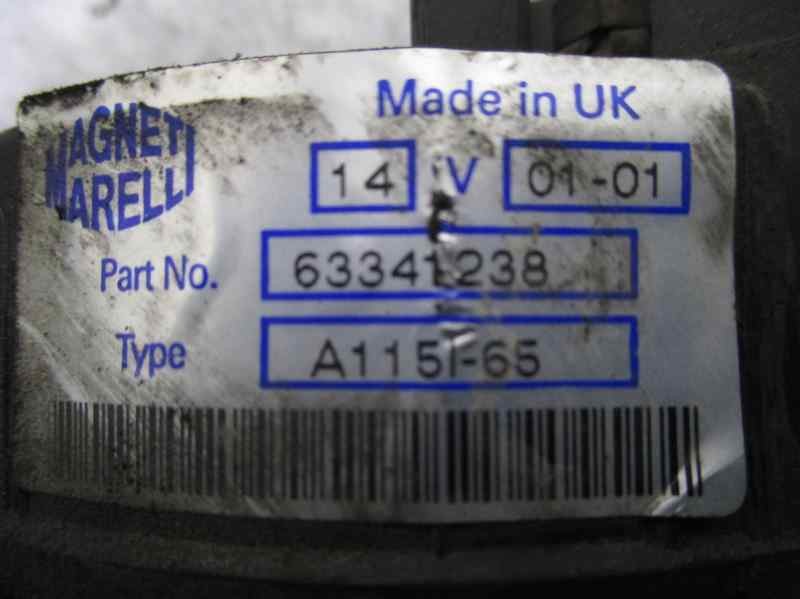 MAGNETI
MARELLI
Made in UK
14 V 01-01
Part No. 63341238
Type A115I-65